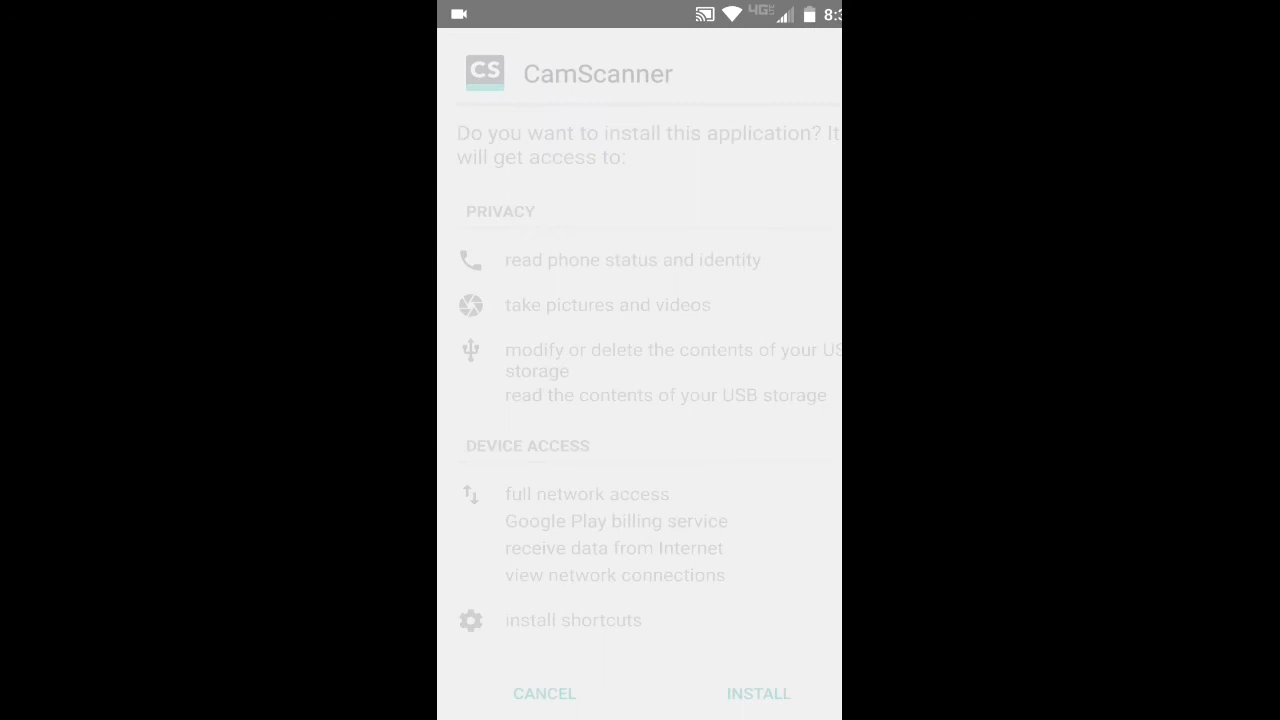 4G
8:3
CS
CamScanner
Do you want to install this application? It
will get access to:
PRIVACY
read phone status and identity
take pictures and videos
modify or delete the contents of your US
storage
read the contents of your USB storage
DEVICE ACCESS
full network access
Google Play billing service
receive data from Internet
view network connections
install shortcuts
CANCEL INSTALL